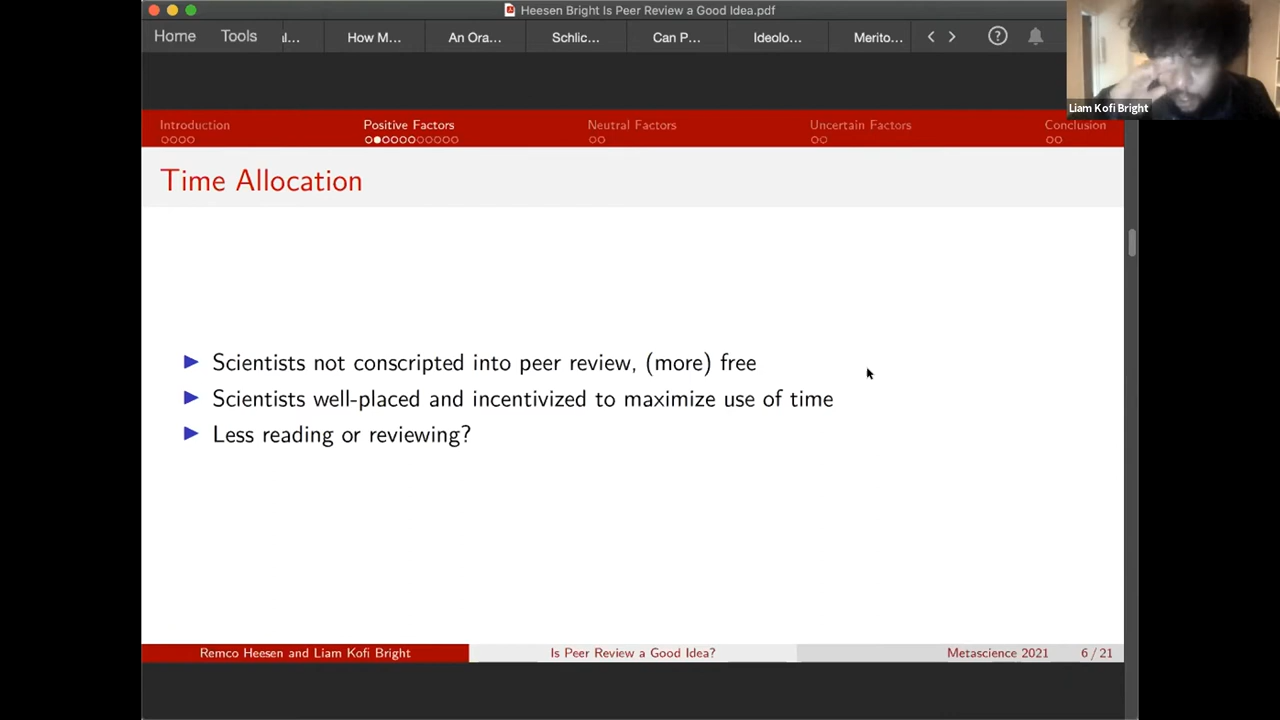 Heesen Bright Is Peer Review a Good Idea.pdf
Home Tools al... How M... An Ora... Schlic... Can P... Ideolo... Merito...
Liam Kofi Bright
Introduction Positive Factors Neutral Factors Uncertain Factors Conclusion
Time Allocation
Scientists not conscripted into peer review, (more) free
Scientists well-placed and incentivized to maximize use of time
Less reading or reviewing?
Remco Heesen and Liam Kofi Bright Is Peer Review a Good Idea? Metascience 2021 6 / 21